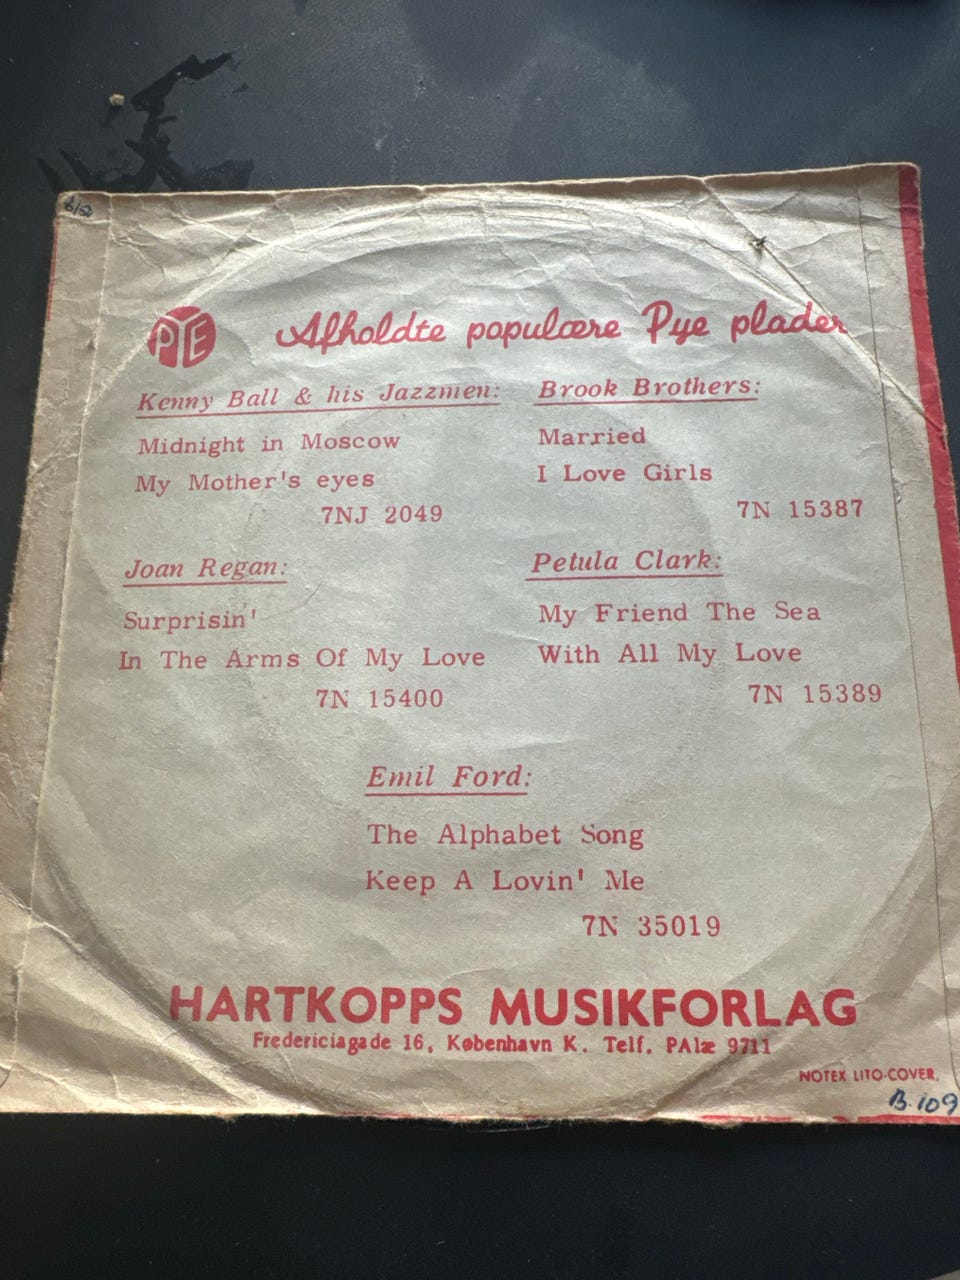 PYE Afholdte populære Pye plader
Kenny Ball & his Jazzmen:
Midnight in Moscow
My Mother's eyes
7NJ 2049
Brook Brothers:
Married
I Love Girls
7N 15387
Joan Regan:
Surprisin'
In The Arms Of My Love
7N 15400
Petula Clark:
My Friend The Sea
With All My Love
7N 15389
Emil Ford:
The Alphabet Song
Keep A Lovin' Me
7N 35019
HARTKOPPS MUSIKFORLAG
Fredericiagade 16, København K. Telf. PAlæ 9711
NOTEX LITO-COVER.
B.109